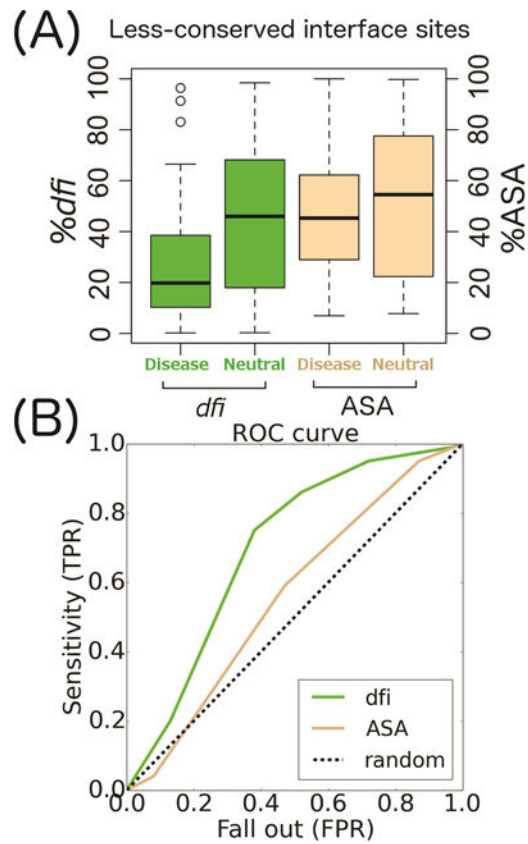 (A) Less-conserved interface sites
%dfi
100
80
60
40
20
0
100
80
60
40
20
0
%ASA
Disease Neutral Disease Neutral
dfi ASA
(B)
ROC curve
Sensitivity (TPR)
1.0
0.8
0.6
0.4
0.2
0.0
0.0 0.2 0.4 0.6 0.8 1.0
Fall out (FPR)
dfi
ASA
random